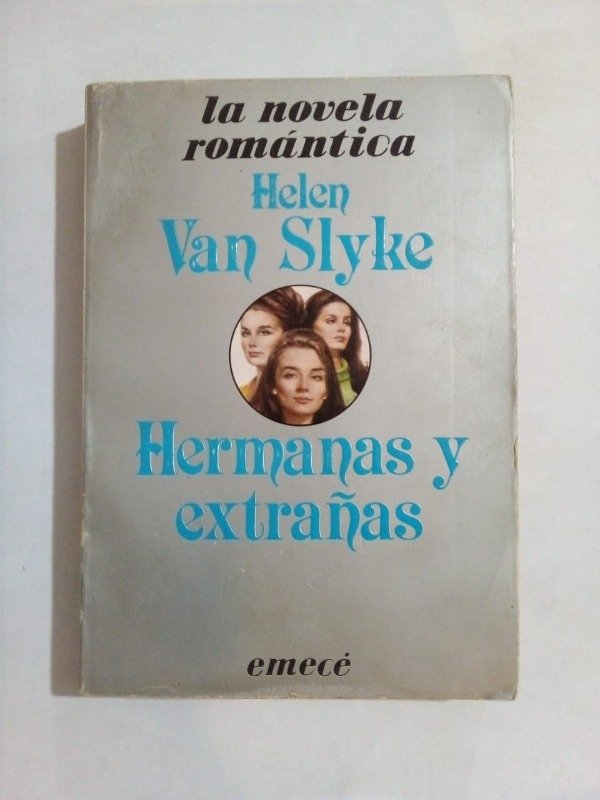 la novela
romántica
Helen
Van Slyke
Hermanas y
extrañas
emecé